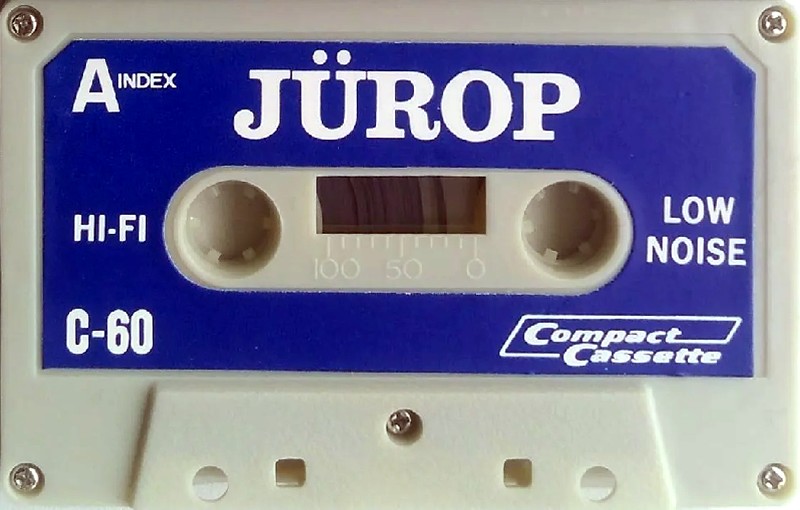 A INDEX
JÜROP
HI-FI
LOW
NOISE
100 50 0
C-60
Compact
Cassette